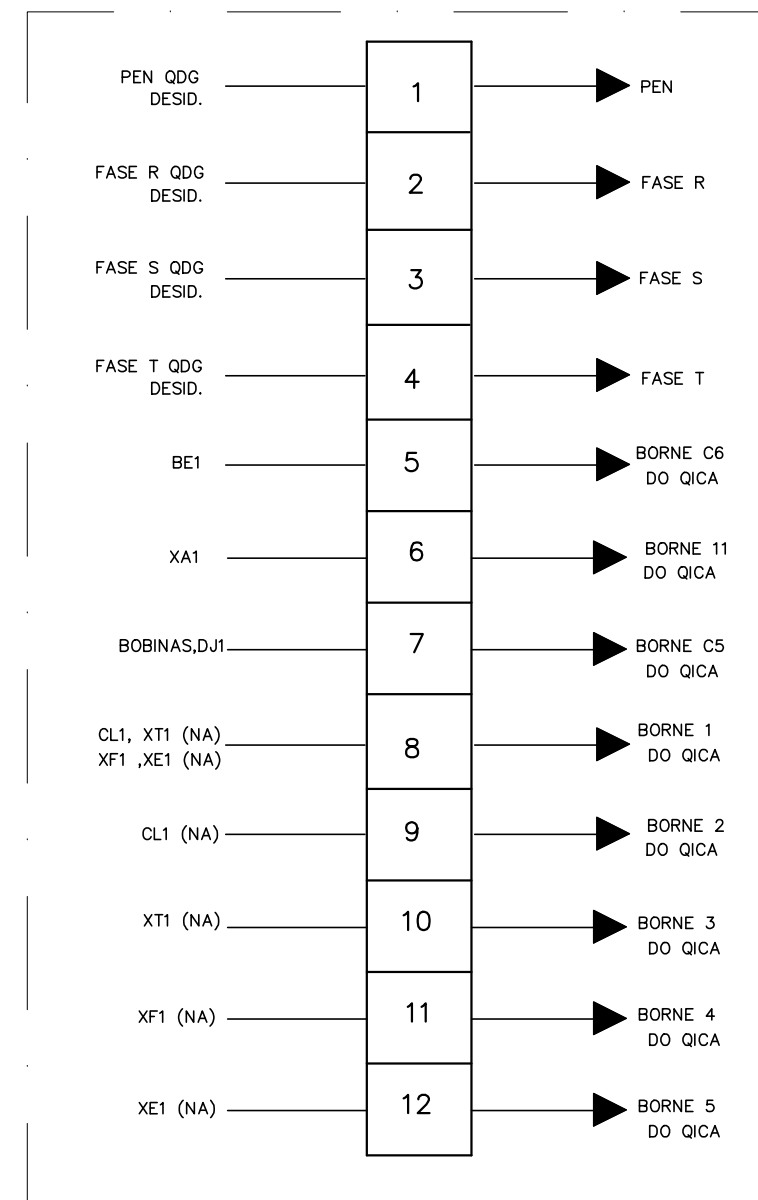 PEN QDG
DESID.
1
PEN
FASE R QDG
DESID.
2
FASE R
FASE S QDG
DESID.
3
FASE S
FASE T QDG
DESID.
4
FASE T
BE1
5
BORNE C6
DO QICA
XA1
6
BORNE 11
DO QICA
BOBINAS,DJ1
7
BORNE C5
DO QICA
CL1, XT1 (NA)
XF1 ,XE1 (NA)
8
BORNE 1
DO QICA
CL1 (NA)
9
BORNE 2
DO QICA
XT1 (NA)
10
BORNE 3
DO QICA
XF1 (NA)
11
BORNE 4
DO QICA
XE1 (NA)
12
BORNE 5
DO QICA